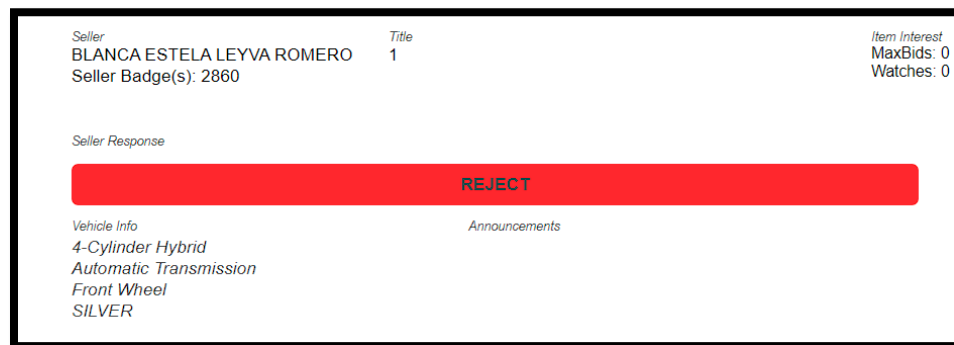 Seller
BLANCA ESTELA LEYVA ROMERO
Seller Badge(s): 2860
Title
1
Item Interest
MaxBids: 0
Watches: 0
Seller Response
REJECT
Vehicle Info
4-Cylinder Hybrid
Automatic Transmission
Front Wheel
SILVER
Announcements